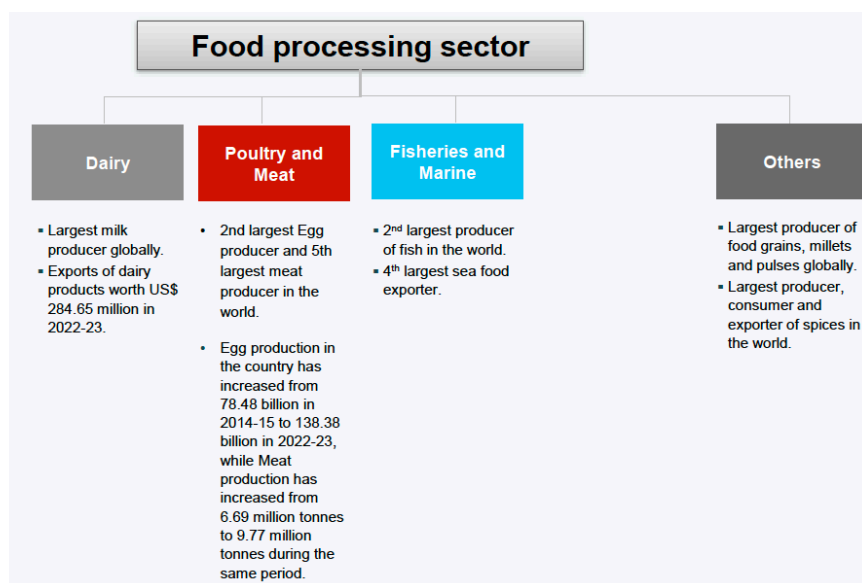 Food processing sector
Dairy
▪ Largest milk
producer globally.
▪ Exports of dairy
products worth US$
284.65 million in
2022-23.
Poultry and
Meat
• 2nd largest Egg
producer and 5th
largest meat
producer in the
world.
• Egg production in
the country has
increased from
78.48 billion in
2014-15 to 138.38
billion in 2022-23,
while Meat
production has
increased from
6.69 million tonnes
to 9.77 million
tonnes during the
same period.
Fisheries and
Marine
▪ 2nd largest producer
of fish in the world.
▪ 4th largest sea food
exporter.
Others
▪ Largest producer of
food grains, millets
and pulses globally.
▪ Largest producer,
consumer and
exporter of spices in
the world.